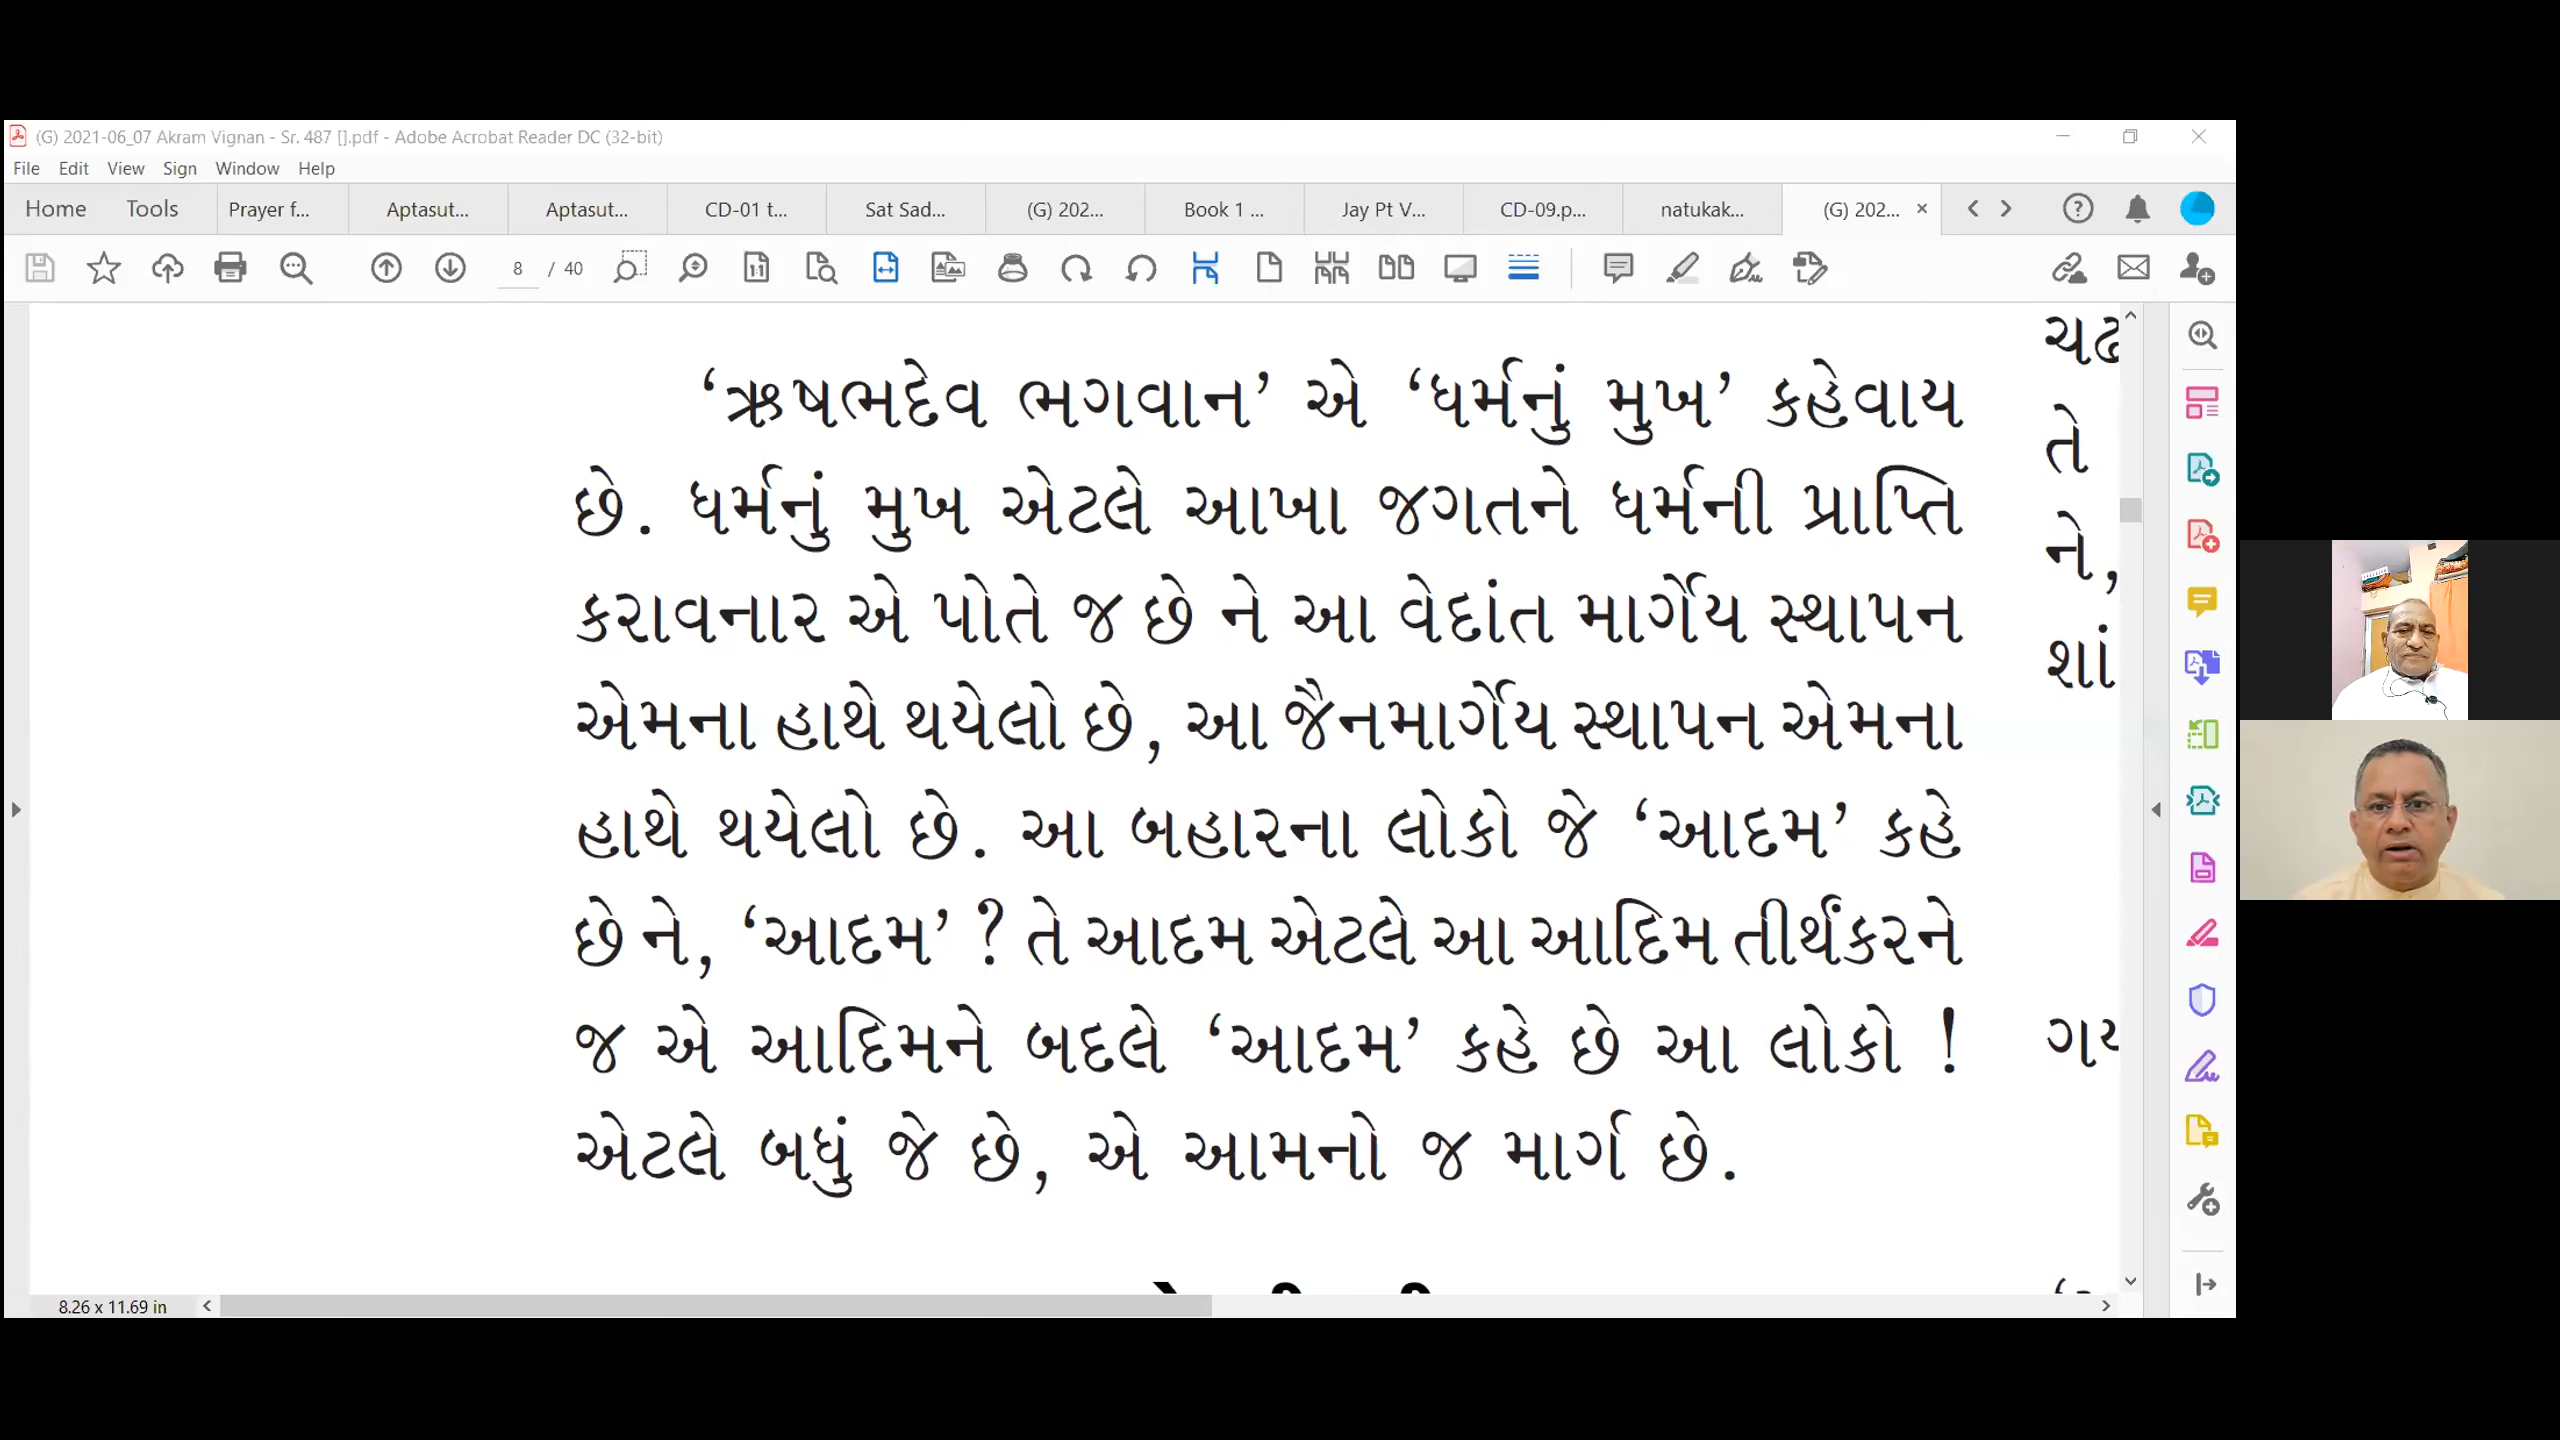 (G) 2021-06_07 Akram Vignan - Sr. 487 [].pdf - Adobe Acrobat Reader DC (32-bit)
File Edit View Sign Window Help
Home Tools Prayer f... Aptasut... Aptasut... CD-01 t... Sat Sad... (G) 202... Book 1 ... Jay Pt V... CD-09.p... natukak... (G) 202...
8 / 40
‘ઋષભદેવ ભગવાન’ એ ‘ધર્મનું મુખ’ કહેવાય
છે. ધર્મનું મુખ એટલે આખા જગતને ધર્મની પ્રાપ્તિ
કરાવનાર એ પોતે જ છે ને આ વેદાંત માર્ગેય સ્થાપન
એમના હાથે થયેલો છે, આ જૈનમાર્ગેય સ્થાપન એમના
હાથે થયેલો છે. આ બહારના લોકો જે ‘આદમ’ કહે
છે ને, ‘આદમ’ ? તે આદમ એટલે આ આદિમ તીર્થંકરને
જ એ આદિમને બદલે ‘આદમ’ કહે છે આ લોકો !
એટલે બધું જે છે, એ આમનો જ માર્ગ છે.
તે
ને,
શાં
8.26 x 11.69 in